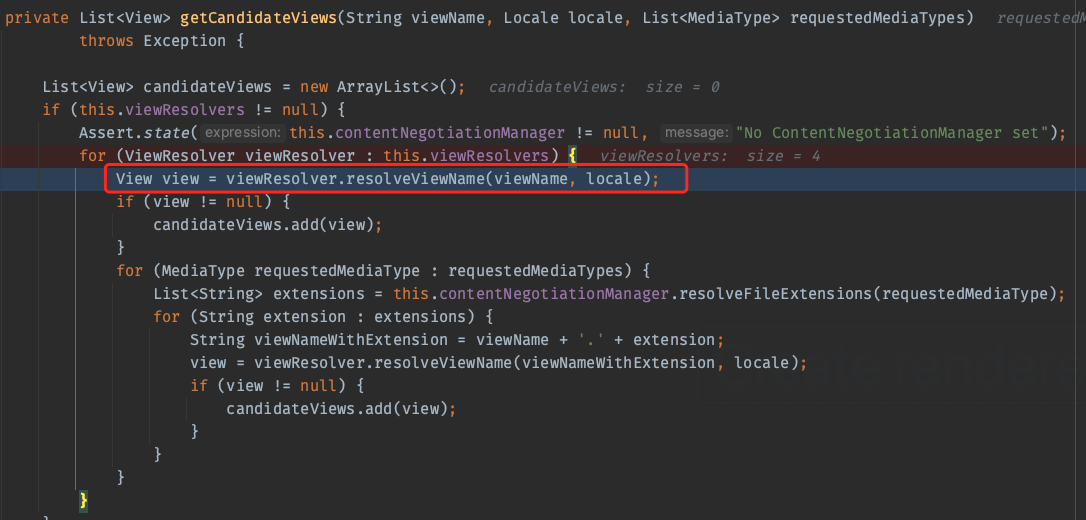 private List<View> getCandidateViews(String viewName, Locale locale, List<MediaType> requestedMediaTypes)
        throws Exception {
    List<View> candidateViews = new ArrayList<>(); candidateViews: size = 0
    if (this.viewResolvers != null) {
        Assert.state( expression: this.contentNegotiationManager != null, message: "No ContentNegotiationManager set");
        for (ViewResolver viewResolver : this.viewResolvers) { viewResolvers: size = 4
            View view = viewResolver.resolveViewName(viewName, locale);
            if (view != null) {
                candidateViews.add(view);
            }
            for (MediaType requestedMediaType : requestedMediaTypes) {
                List<String> extensions = this.contentNegotiationManager.resolveFileExtensions(requestedMediaType);
                for (String extension : extensions) {
                    String viewNameWithExtension = viewName + '.' + extension;
                    view = viewResolver.resolveViewName(viewNameWithExtension, locale);
                    if (view != null) {
                        candidateViews.add(view);
                    }
                }
            }
        }